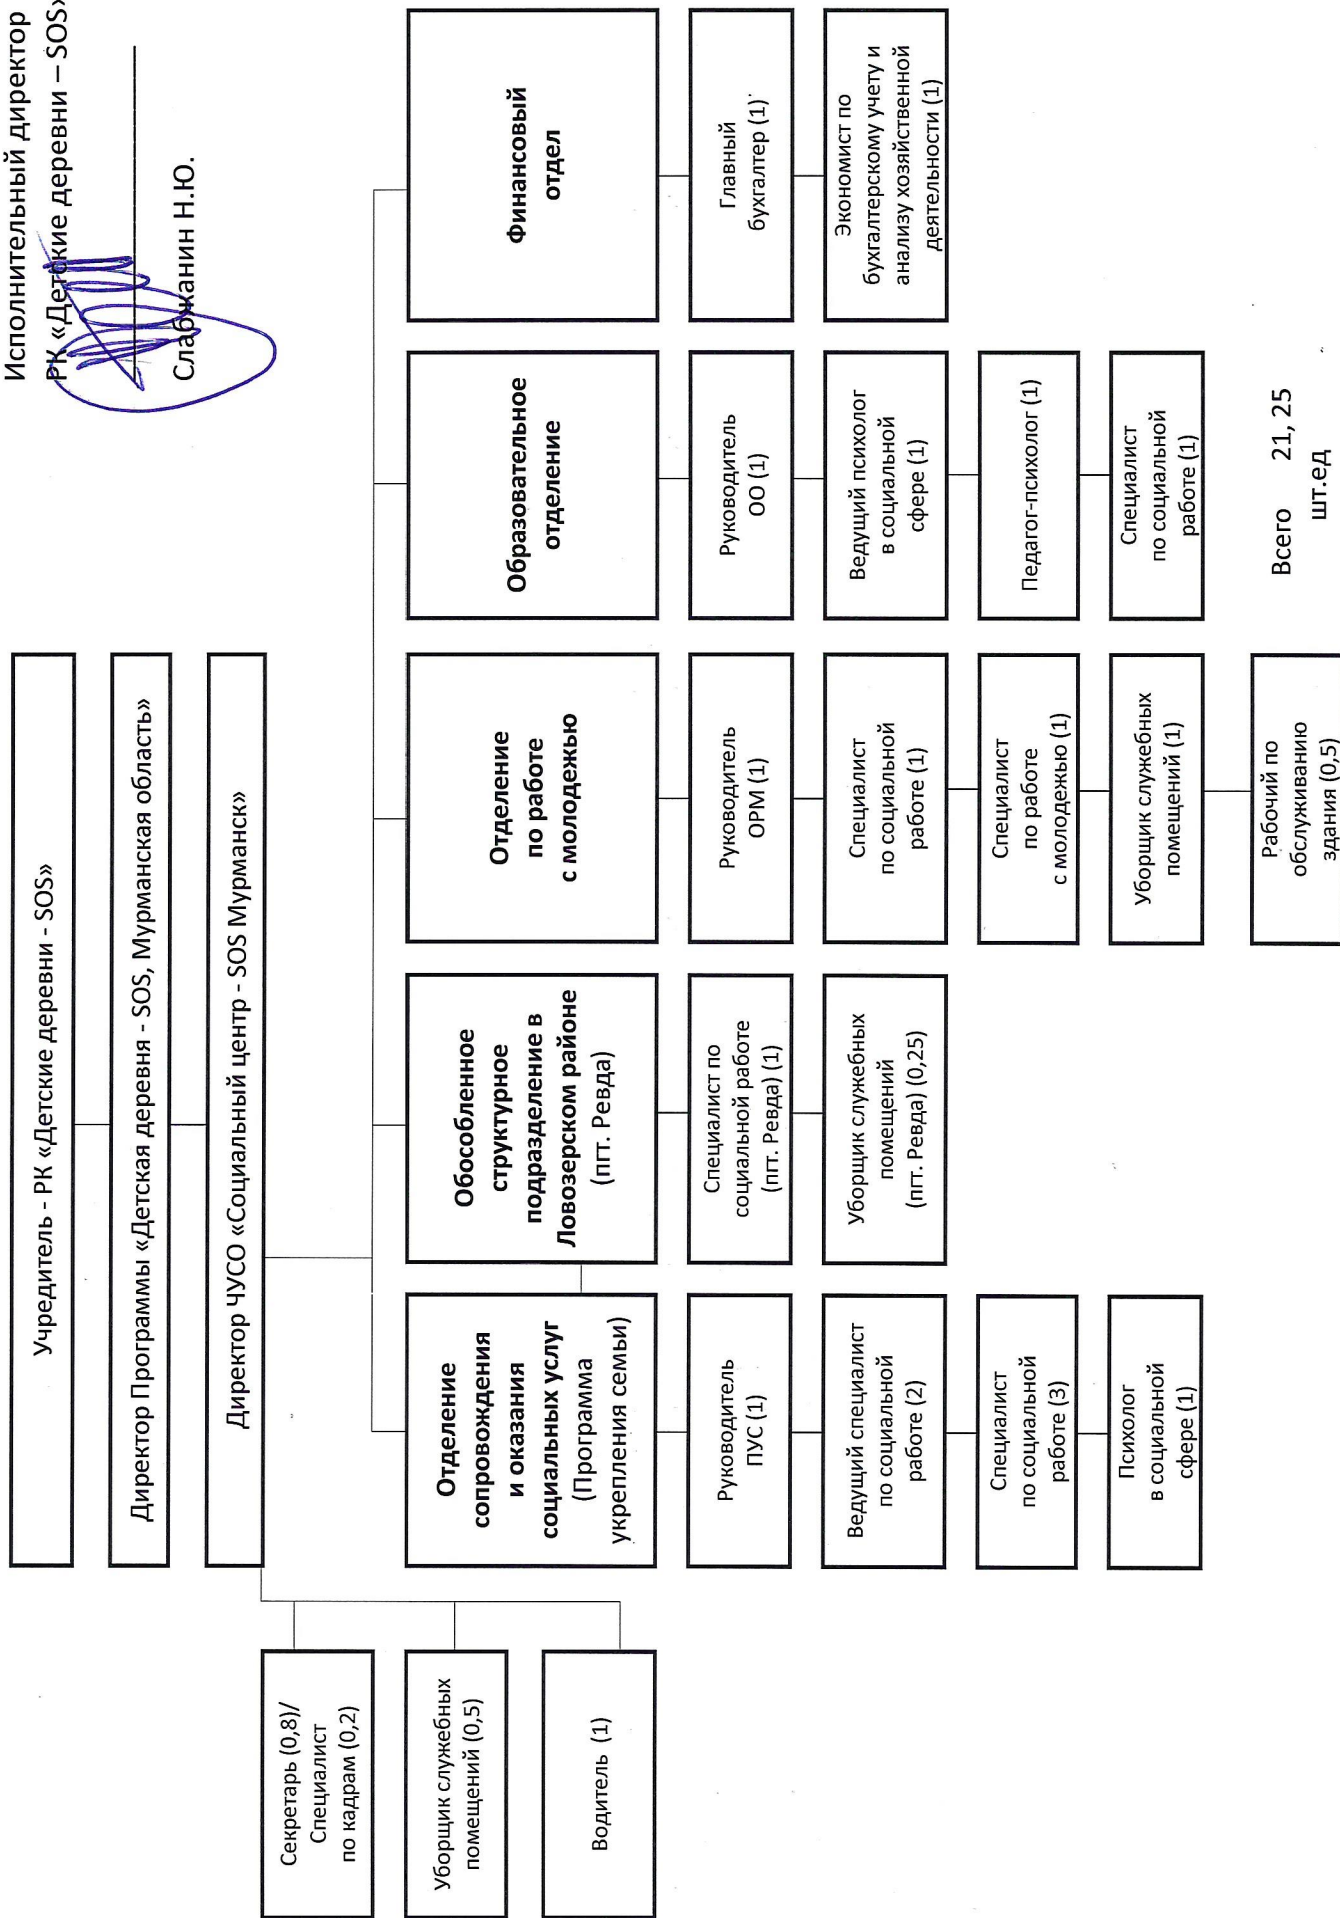 Исполнительный директор
РК «Детские деревни – SOS»
Слабжанин Н.Ю.
Учредитель - РК «Детские деревни - SOS»
Директор Программы «Детская деревня - SOS, Мурманская область»
Директор ЧУСО «Социальный центр - SOS Мурманск»
Секретарь (0,8)/
Специалист
по кадрам (0,2)
Уборщик служебных
помещений (0,5)
Водитель (1)
Отделение
сопровождения
и оказания
социальных услуг
(Программа
укрепления семьи)
Руководитель
ПУС (1)
Ведущий специалист
по социальной
работе (2)
Специалист
по социальной
работе (3)
Психолог
в социальной
сфере (1)
Обособленное
структурное
подразделение в
Ловозерском районе
(пгт. Ревда)
Специалист по
социальной работе
(пгт. Ревда) (1)
Уборщик служебных
помещений
(пгт. Ревда) (0,25)
Отделение
по работе
с молодежью
Руководитель
ОРМ (1)
Специалист
по социальной
работе (1)
Специалист
по работе
с молодежью (1)
Уборщик служебных
помещений (1)
Рабочий по
обслуживанию
здания (0,5)
Образовательное
отделение
Руководитель
ОО (1)
Ведущий психолог
в социальной
сфере (1)
Педагог-психолог (1)
Специалист
по социальной
работе (1)
Финансовый
отдел
Главный
бухгалтер (1)
Экономист по
бухгалтерскому учету и
анализу хозяйственной
деятельности (1)
Всего 21, 25
шт.ед